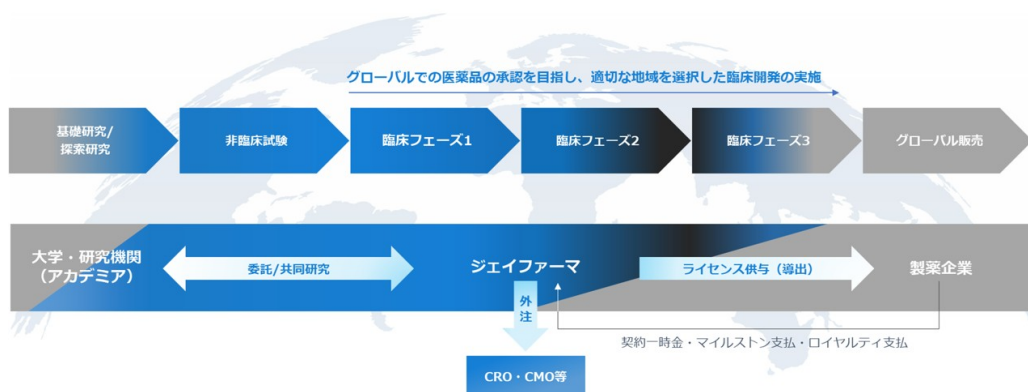 グローバルでの医薬品の承認を目指し、適切な地域を選択した臨床開発の実施
基礎研究/
探索研究
非臨床試験
臨床フェーズ1
臨床フェーズ2
臨床フェーズ3
グローバル販売
大学・研究機関
（アカデミア）
委託/共同研究
ジェイファーマ
ライセンス供与（導出）
製薬企業
外
注
契約一時金・マイルストン支払・ロイヤルティ支払
CRO・CMO等